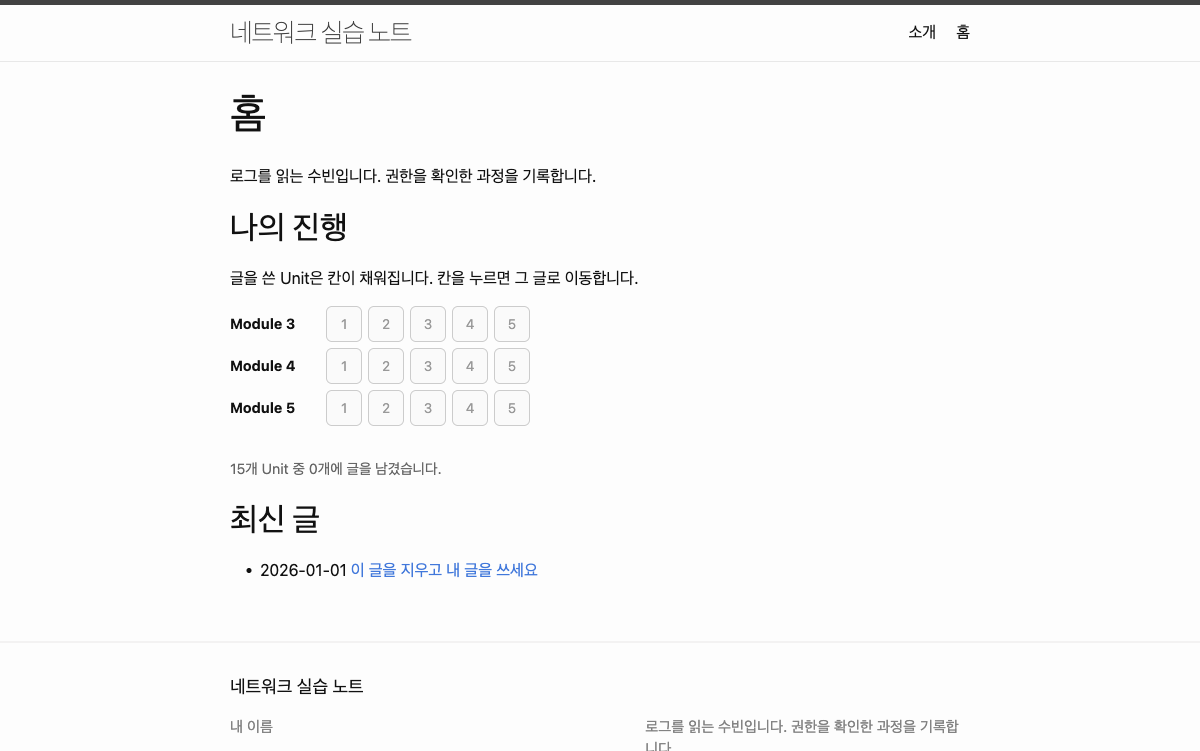 네트워크 실습 노트
소개 홈
홈
로그를 읽는 수빈입니다. 권한을 확인한 과정을 기록합니다.
나의 진행
글을 쓴 Unit은 칸이 채워집니다. 칸을 누르면 그 글로 이동합니다.
Module 3 1 2 3 4 5
Module 4 1 2 3 4 5
Module 5 1 2 3 4 5
15개 Unit 중 0개에 글을 남겼습니다.
최신 글
• 2026-01-01 이 글을 지우고 내 글을 쓰세요
네트워크 실습 노트
내 이름
로그를 읽는 수빈입니다. 권한을 확인한 과정을 기록합
니다.